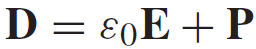 𝐃 = ε₀𝐄 + 𝐏